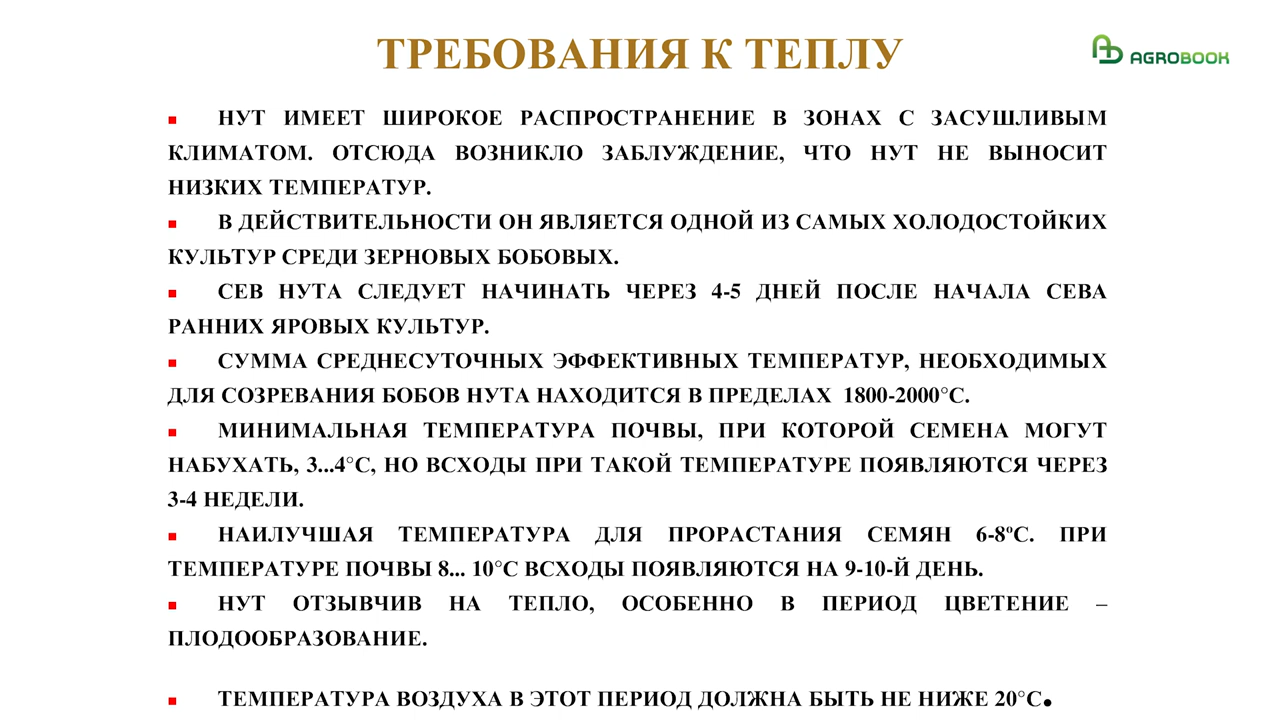 ТРЕБОВАНИЯ К ТЕПЛУ
AGROBOOK
НУТ ИМЕЕТ ШИРОКОЕ РАСПРОСТРАНЕНИЕ В ЗОНАХ С ЗАСУШЛИВЫМ
КЛИМАТОМ. ОТСЮДА ВОЗНИКЛО ЗАБЛУЖДЕНИЕ, ЧТО НУТ НЕ ВЫНОСИТ
НИЗКИХ ТЕМПЕРАТУР.
В ДЕЙСТВИТЕЛЬНОСТИ ОН ЯВЛЯЕТСЯ ОДНОЙ ИЗ САМЫХ ХОЛОДОСТОЙКИХ
КУЛЬТУР СРЕДИ ЗЕРНОВЫХ БОБОВЫХ.
СЕВ НУТА СЛЕДУЕТ НАЧИНАТЬ ЧЕРЕЗ 4-5 ДНЕЙ ПОСЛЕ НАЧАЛА СЕВА
РАННИХ ЯРОВЫХ КУЛЬТУР.
СУММА СРЕДНЕСУТОЧНЫХ ЭФФЕКТИВНЫХ ТЕМПЕРАТУР, НЕОБХОДИМЫХ
ДЛЯ СОЗРЕВАНИЯ БОБОВ НУТА НАХОДИТСЯ В ПРЕДЕЛАХ 1800-2000°С.
МИНИМАЛЬНАЯ ТЕМПЕРАТУРА ПОЧВЫ, ПРИ КОТОРОЙ СЕМЕНА МОГУТ
НАБУХАТЬ, 3...4°С, НО ВСХОДЫ ПРИ ТАКОЙ ТЕМПЕРАТУРЕ ПОЯВЛЯЮТСЯ ЧЕРЕЗ
3-4 НЕДЕЛИ.
НАИЛУЧШАЯ ТЕМПЕРАТУРА ДЛЯ ПРОРАСТАНИЯ СЕМЯН 6-8ºС. ПРИ
ТЕМПЕРАТУРЕ ПОЧВЫ 8... 10°С ВСХОДЫ ПОЯВЛЯЮТСЯ НА 9-10-Й ДЕНЬ.
НУТ ОТЗЫВЧИВ НА ТЕПЛО, ОСОБЕННО В ПЕРИОД ЦВЕТЕНИЕ –
ПЛОДООБРАЗОВАНИЕ.
ТЕМПЕРАТУРА ВОЗДУХА В ЭТОТ ПЕРИОД ДОЛЖНА БЫТЬ НЕ НИЖЕ 20°С.